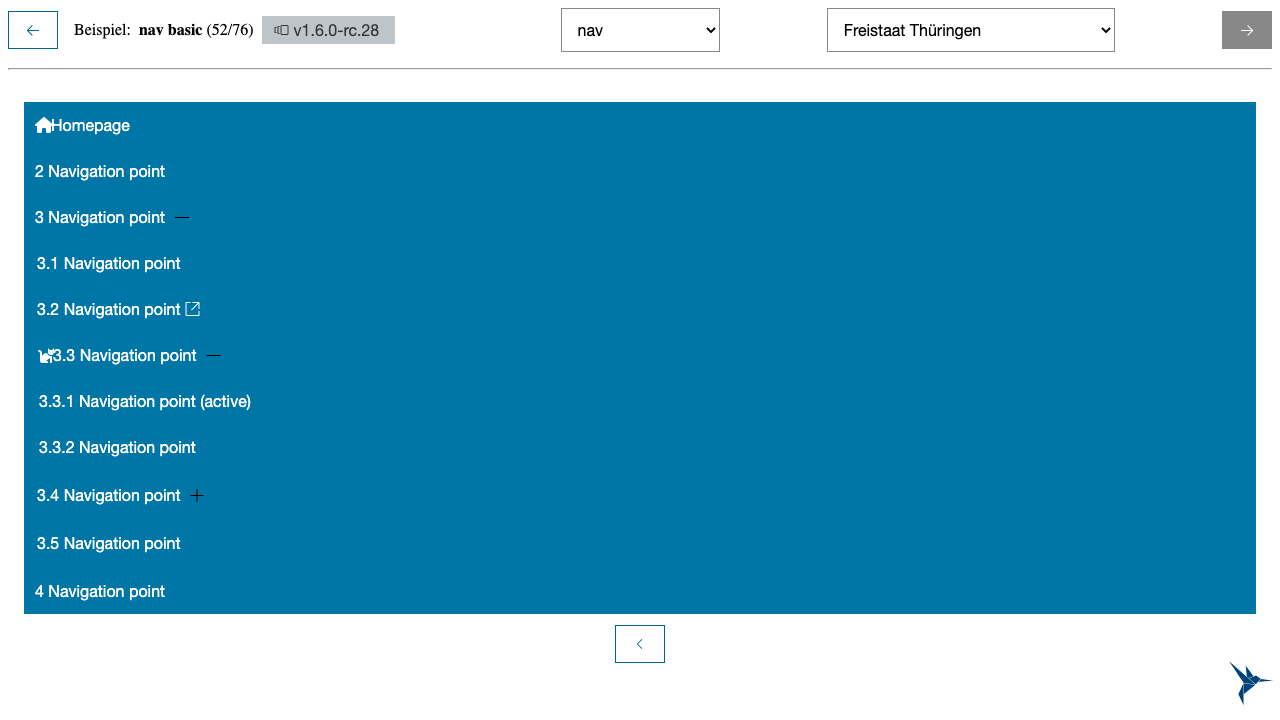 Beispiel: nav basic (52/76) v1.6.0-rc.28 nav Freistaat Thüringen
Homepage
2 Navigation point
3 Navigation point
3.1 Navigation point
3.2 Navigation point
3.3 Navigation point
3.3.1 Navigation point (active)
3.3.2 Navigation point
3.4 Navigation point
3.5 Navigation point
4 Navigation point